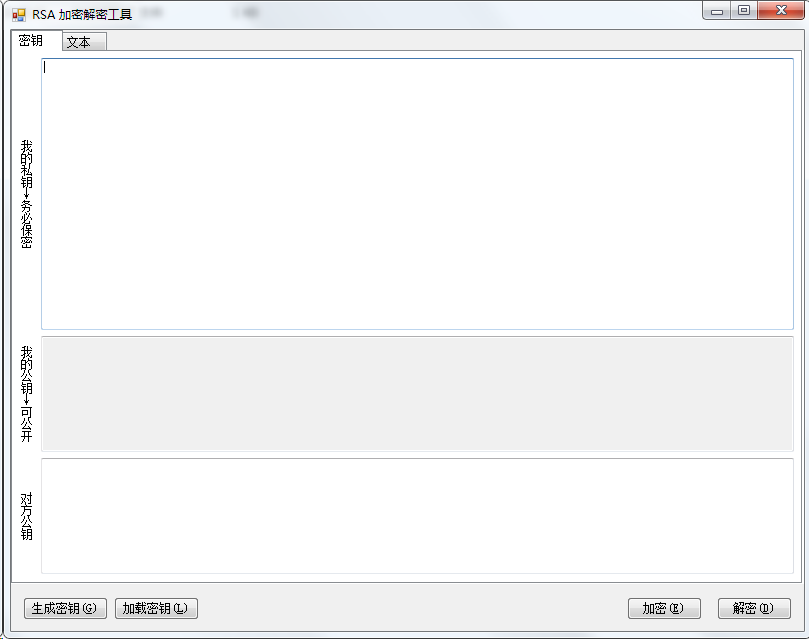 RSA 加密解密工具
密钥
文本
我的私钥→务必保密
我的公钥→可公开
对方公钥
生成密钥(G)
加载密钥(L)
加密(E)
解密(D)